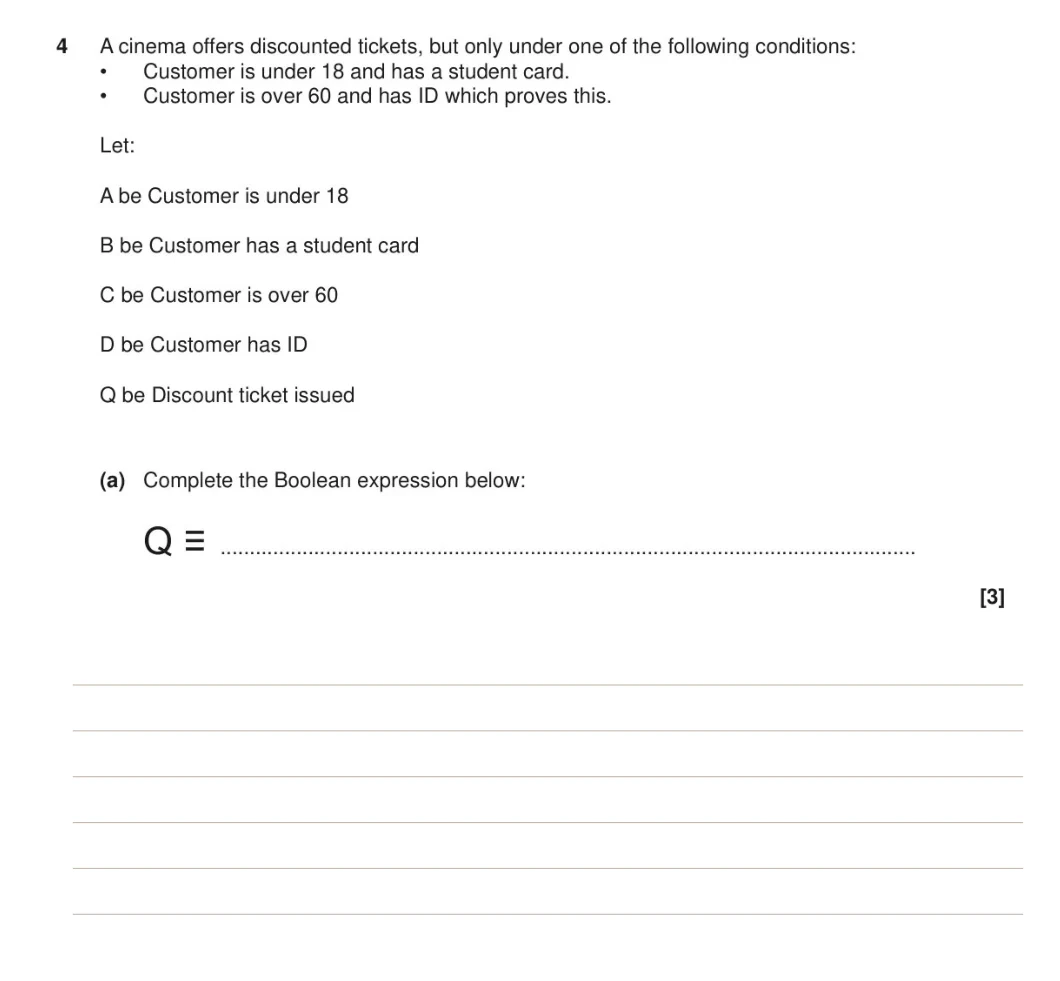 4 A cinema offers discounted tickets, but only under one of the following conditions:
• Customer is under 18 and has a student card.
• Customer is over 60 and has ID which proves this.
Let:
A be Customer is under 18
B be Customer has a student card
C be Customer is over 60
D be Customer has ID
Q be Discount ticket issued
(a) Complete the Boolean expression below:
Q ≡ ........................................................................................................................
[3]